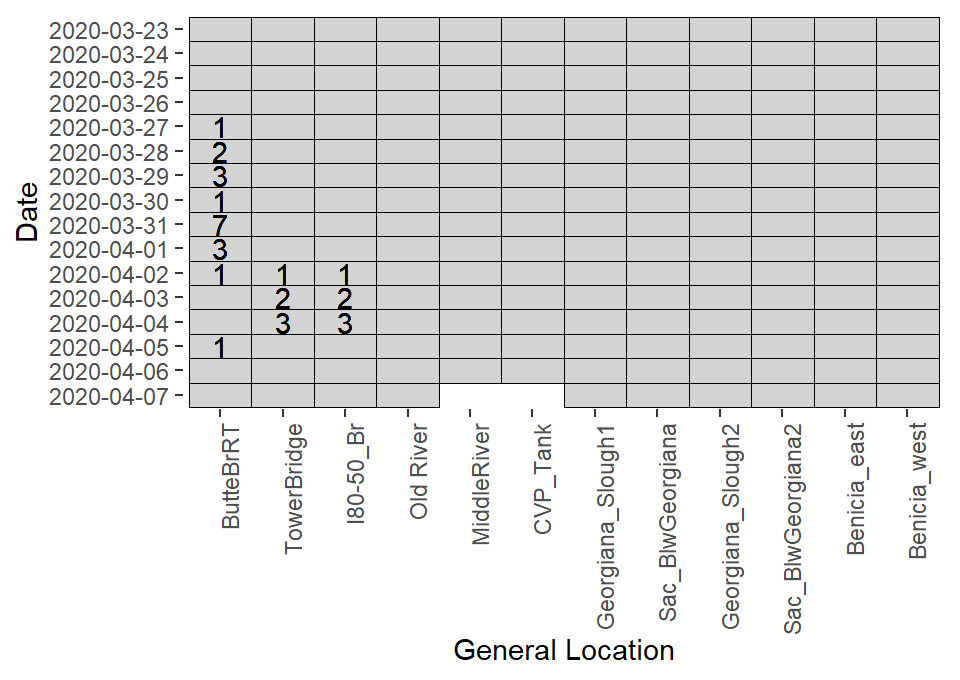 2020-03-23
2020-03-24
2020-03-25
2020-03-26
2020-03-27 1
2020-03-28 2
2020-03-29 3
2020-03-30 1
2020-03-31 7
2020-04-01 3
2020-04-02 1 1 1
2020-04-03 2 2
2020-04-04 3 3
2020-04-05 1
2020-04-06
2020-04-07
Date
ButteBrRT
TowerBridge
I80-50_Br
Old River
MiddleRiver
CVP_Tank
Georgiana_Slough1
Sac_BlwGeorgiana
Georgiana_Slough2
Sac_BlwGeorgiana2
Benicia_east
Benicia_west
General Location